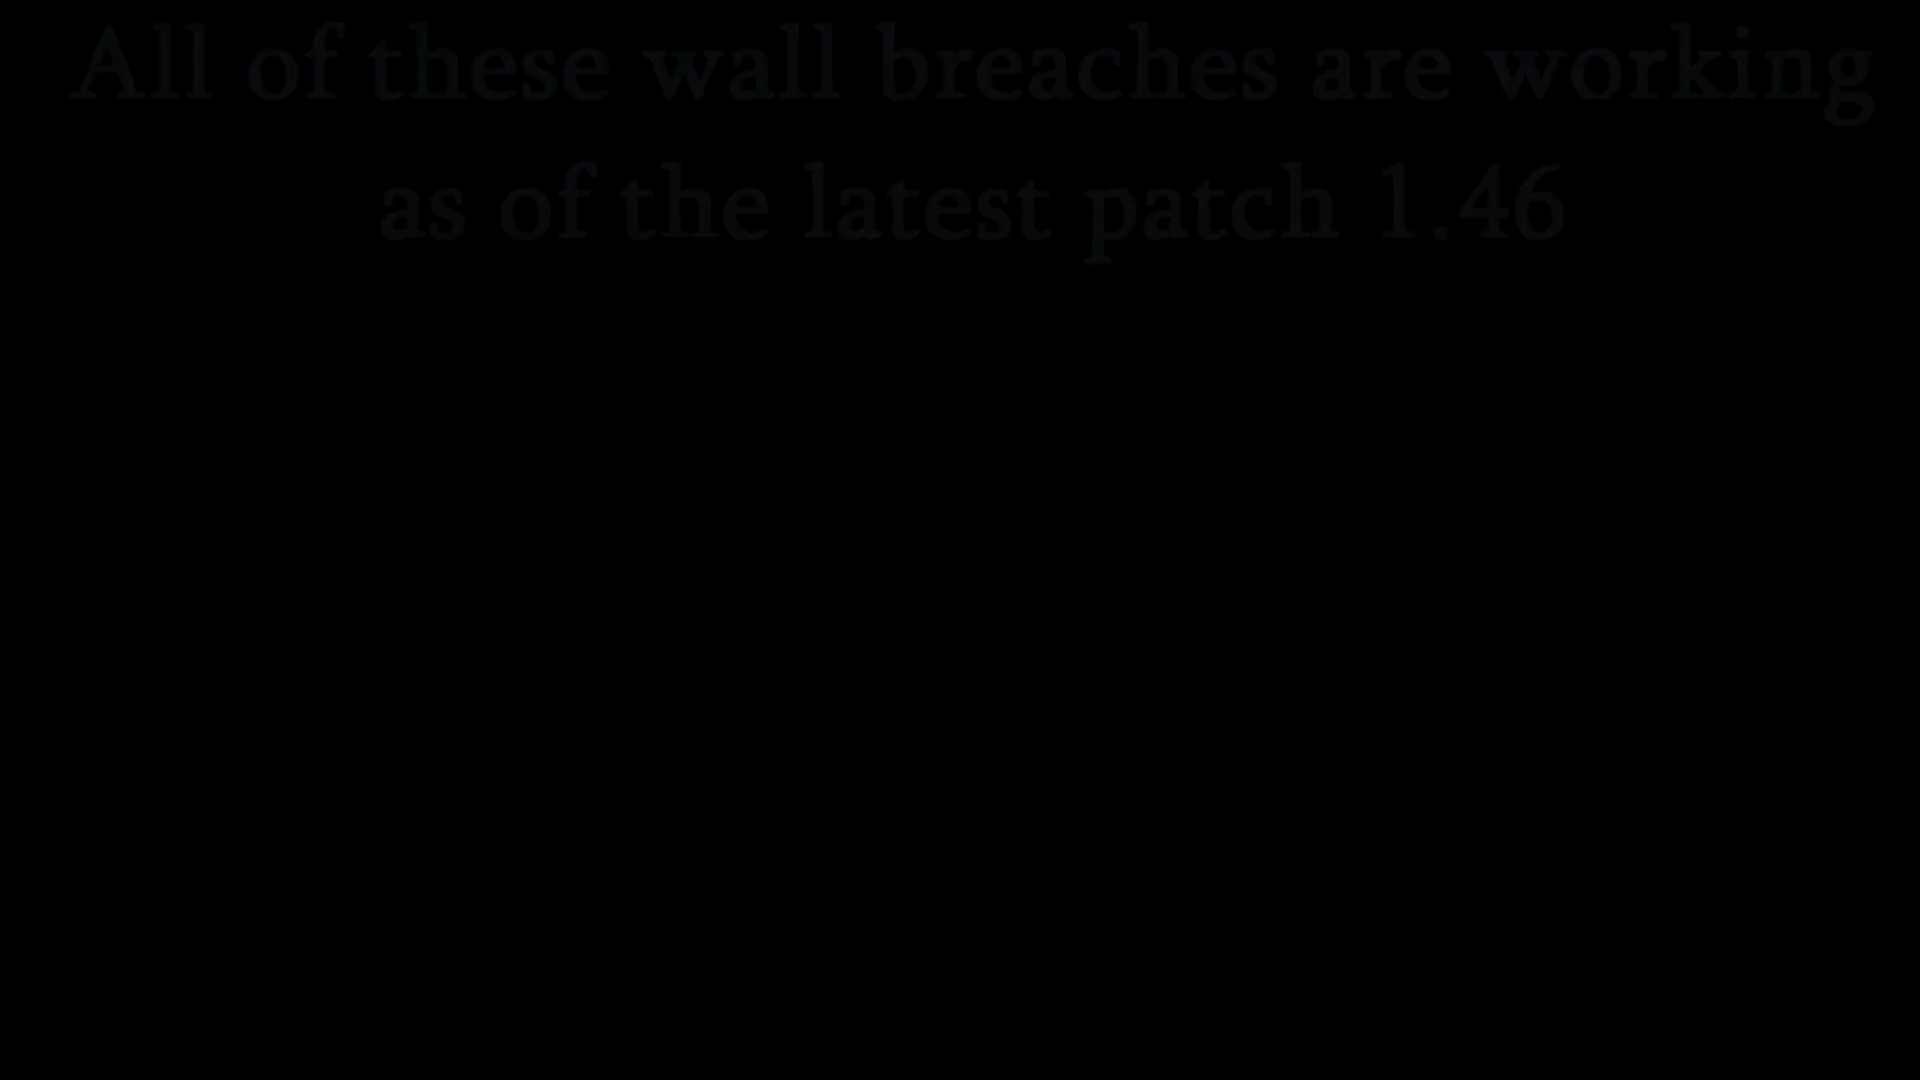 All of these wall breaches are working
as of the latest patch 1.46